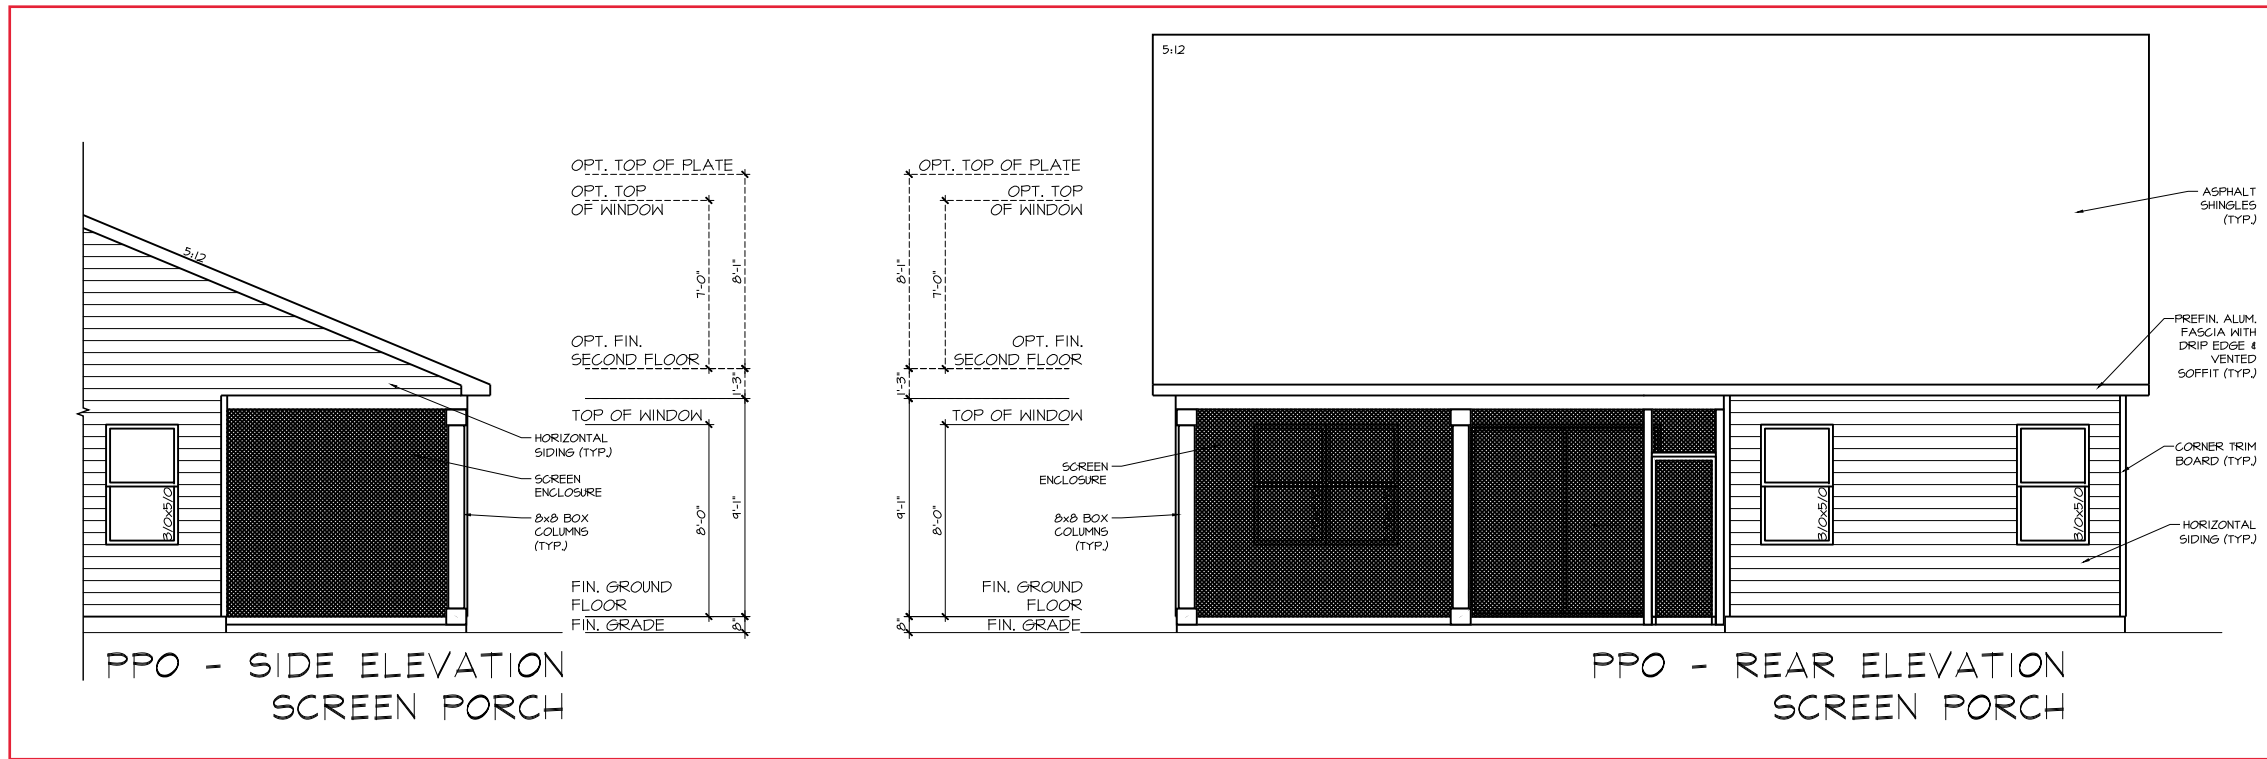 5:12
OPT. TOP OF PLATE
OPT. TOP
OF WINDOW
7'-0"
8'-1"
OPT. FIN.
SECOND FLOOR
1'-3"
TOP OF WINDOW
HORIZONTAL
SIDING (TYP.)
SCREEN
ENCLOSURE
8x8 BOX
COLUMNS
(TYP.)
3/0x5/0
8'-0"
9'-1"
FIN. GROUND
FLOOR
FIN. GRADE
8"
PPO - SIDE ELEVATION
SCREEN PORCH
OPT. TOP OF PLATE
OPT. TOP
OF WINDOW
8'-1"
7'-0"
OPT. FIN.
SECOND FLOOR
1'-3"
TOP OF WINDOW
9'-1"
8'-0"
FIN. GROUND
FLOOR
FIN. GRADE
8"
5:12
SCREEN
ENCLOSURE
8x8 BOX
COLUMNS
(TYP.)
3/0x5/0
3/0x5/0
ASPHALT
SHINGLES
(TYP.)
PREFIN. ALUM.
FASCIA WITH
DRIP EDGE &
VENTED
SOFFIT (TYP.)
CORNER TRIM
BOARD (TYP.)
HORIZONTAL
SIDING (TYP.)
PPO - REAR ELEVATION
SCREEN PORCH